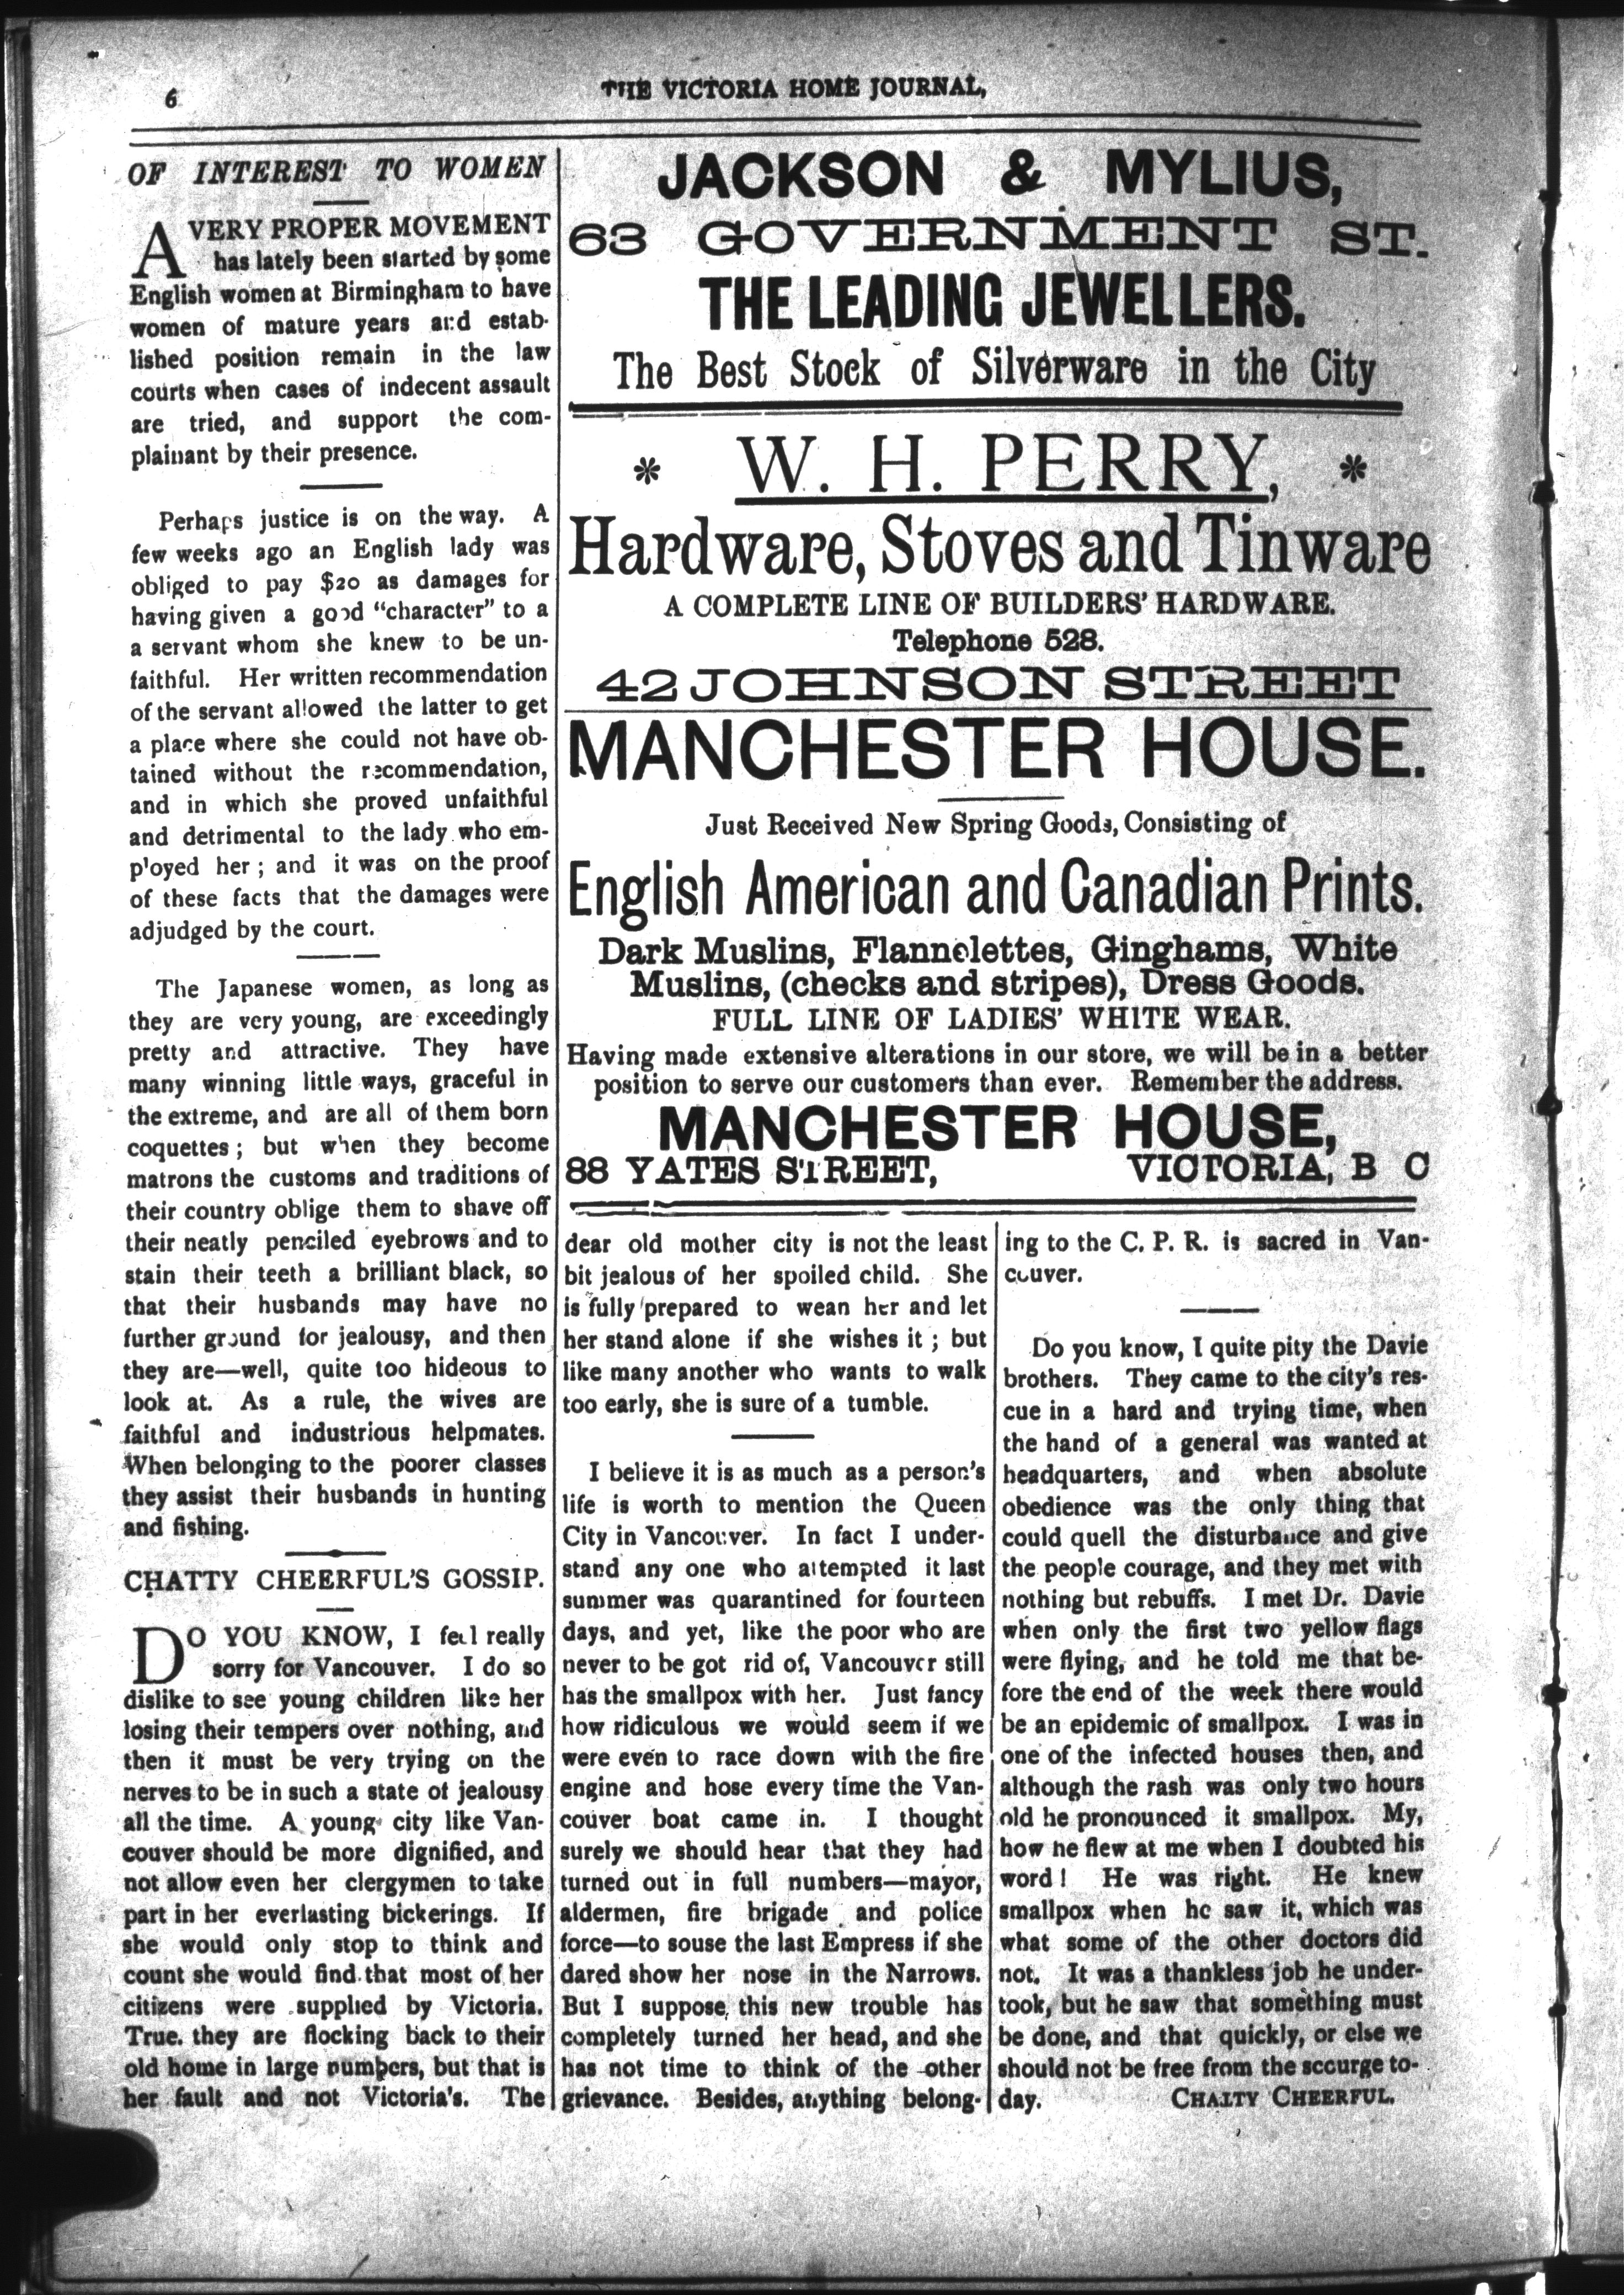 6
THE VICTORIA HOME JOURNAL,
OF INTEREST TO WOMEN
A VERY PROPER MOVEMENT
has lately been started by some
English women at Birmingham to have
women of mature years and estab-
lished position remain in the law
courts when cases of indecent assault
are tried, and support the com-
plainant by their presence.
Perhaps justice is on the way. A
few weeks ago an English lady was
obliged to pay $20 as damages for
having given a good "character" to a
a servant whom she knew to be un-
faithful. Her written recommendation
of the servant allowed the latter to get
a place where she could not have ob-
tained without the recommendation,
and in which she proved unfaithful
and detrimental to the lady who em-
p'oyed her ; and it was on the proof
of these facts that the damages were
adjudged by the court.
The Japanese women, as long as
they are very young, are exceedingly
pretty and attractive. They have
many winning little ways, graceful in
the extreme, and are all of them born
coquettes ; but when they become
matrons the customs and traditions of
their country oblige them to shave off
their neatly penciled eyebrows and to
stain their teeth a brilliant black, so
that their husbands may have no
further ground for jealousy, and then
they are—well, quite too hideous to
look at. As a rule, the wives are
faithful and industrious helpmates.
When belonging to the poorer classes
they assist their husbands in hunting
and fishing.
CHATTY CHEERFUL'S GOSSIP.
DO YOU KNOW, I feel really
sorry for Vancouver. I do so
dislike to see young children like her
losing their tempers over nothing, and
then it must be very trying on the
nerves to be in such a state of jealousy
all the time. A young city like Van-
couver should be more dignified, and
not allow even her clergymen to take
part in her everlasting bickerings. If
she would only stop to think and
count she would find that most of her
citizens were supplied by Victoria.
True. they are flocking back to their
old home in large numbers, but that is
her fault and not Victoria's. The
JACKSON & MYLIUS,
63 GOVERNMENT ST.
THE LEADING JEWELLERS.
The Best Stock of Silverware in the City
* W. H. PERRY, *
Hardware, Stoves and Tinware
A COMPLETE LINE OF BUILDERS' HARDWARE.
Telephone 528.
42 JOHNSON STREET
MANCHESTER HOUSE.
Just Received New Spring Goods, Consisting of
English American and Canadian Prints.
Dark Muslins, Flannelettes, Ginghams, White
Muslins, (checks and stripes), Dress Goods.
FULL LINE OF LADIES' WHITE WEAR.
Having made extensive alterations in our store, we will be in a better
position to serve our customers than ever. Remember the address.
MANCHESTER HOUSE,
88 YATES STREET, VICTORIA, B C
dear old mother city is not the least
bit jealous of her spoiled child. She
is fully prepared to wean her and let
her stand alone if she wishes it ; but
like many another who wants to walk
too early, she is sure of a tumble.
I believe it is as much as a person's
life is worth to mention the Queen
City in Vancouver. In fact I under-
stand any one who attempted it last
summer was quarantined for fourteen
days, and yet, like the poor who are
never to be got rid of, Vancouver still
has the smallpox with her. Just fancy
how ridiculous we would seem if we
were even to race down with the fire
engine and hose every time the Van-
couver boat came in. I thought
surely we should hear that they had
turned out in full numbers—mayor,
aldermen, fire brigade and police
force—to souse the last Empress if she
dared show her nose in the Narrows.
But I suppose, this new trouble has
completely turned her head, and she
has not time to think of the other
grievance. Besides, anything belong-
ing to the C. P. R. is sacred in Van-
couver.
Do you know, I quite pity the Davie
brothers. They came to the city's res-
cue in a hard and trying time, when
the hand of a general was wanted at
headquarters, and when absolute
obedience was the only thing that
could quell the disturbance and give
the people courage, and they met with
nothing but rebuffs. I met Dr. Davie
when only the first two yellow flags
were flying, and he told me that be-
fore the end of the week there would
be an epidemic of smallpox. I was in
one of the infected houses then, and
although the rash was only two hours
old he pronounced it smallpox. My,
how he flew at me when I doubted his
word ! He was right. He knew
smallpox when he saw it, which was
what some of the other doctors did
not. It was a thankless job he under-
took, but he saw that something must
be done, and that quickly, or else we
should not be free from the scourge to-
day. CHATTY CHEERFUL.